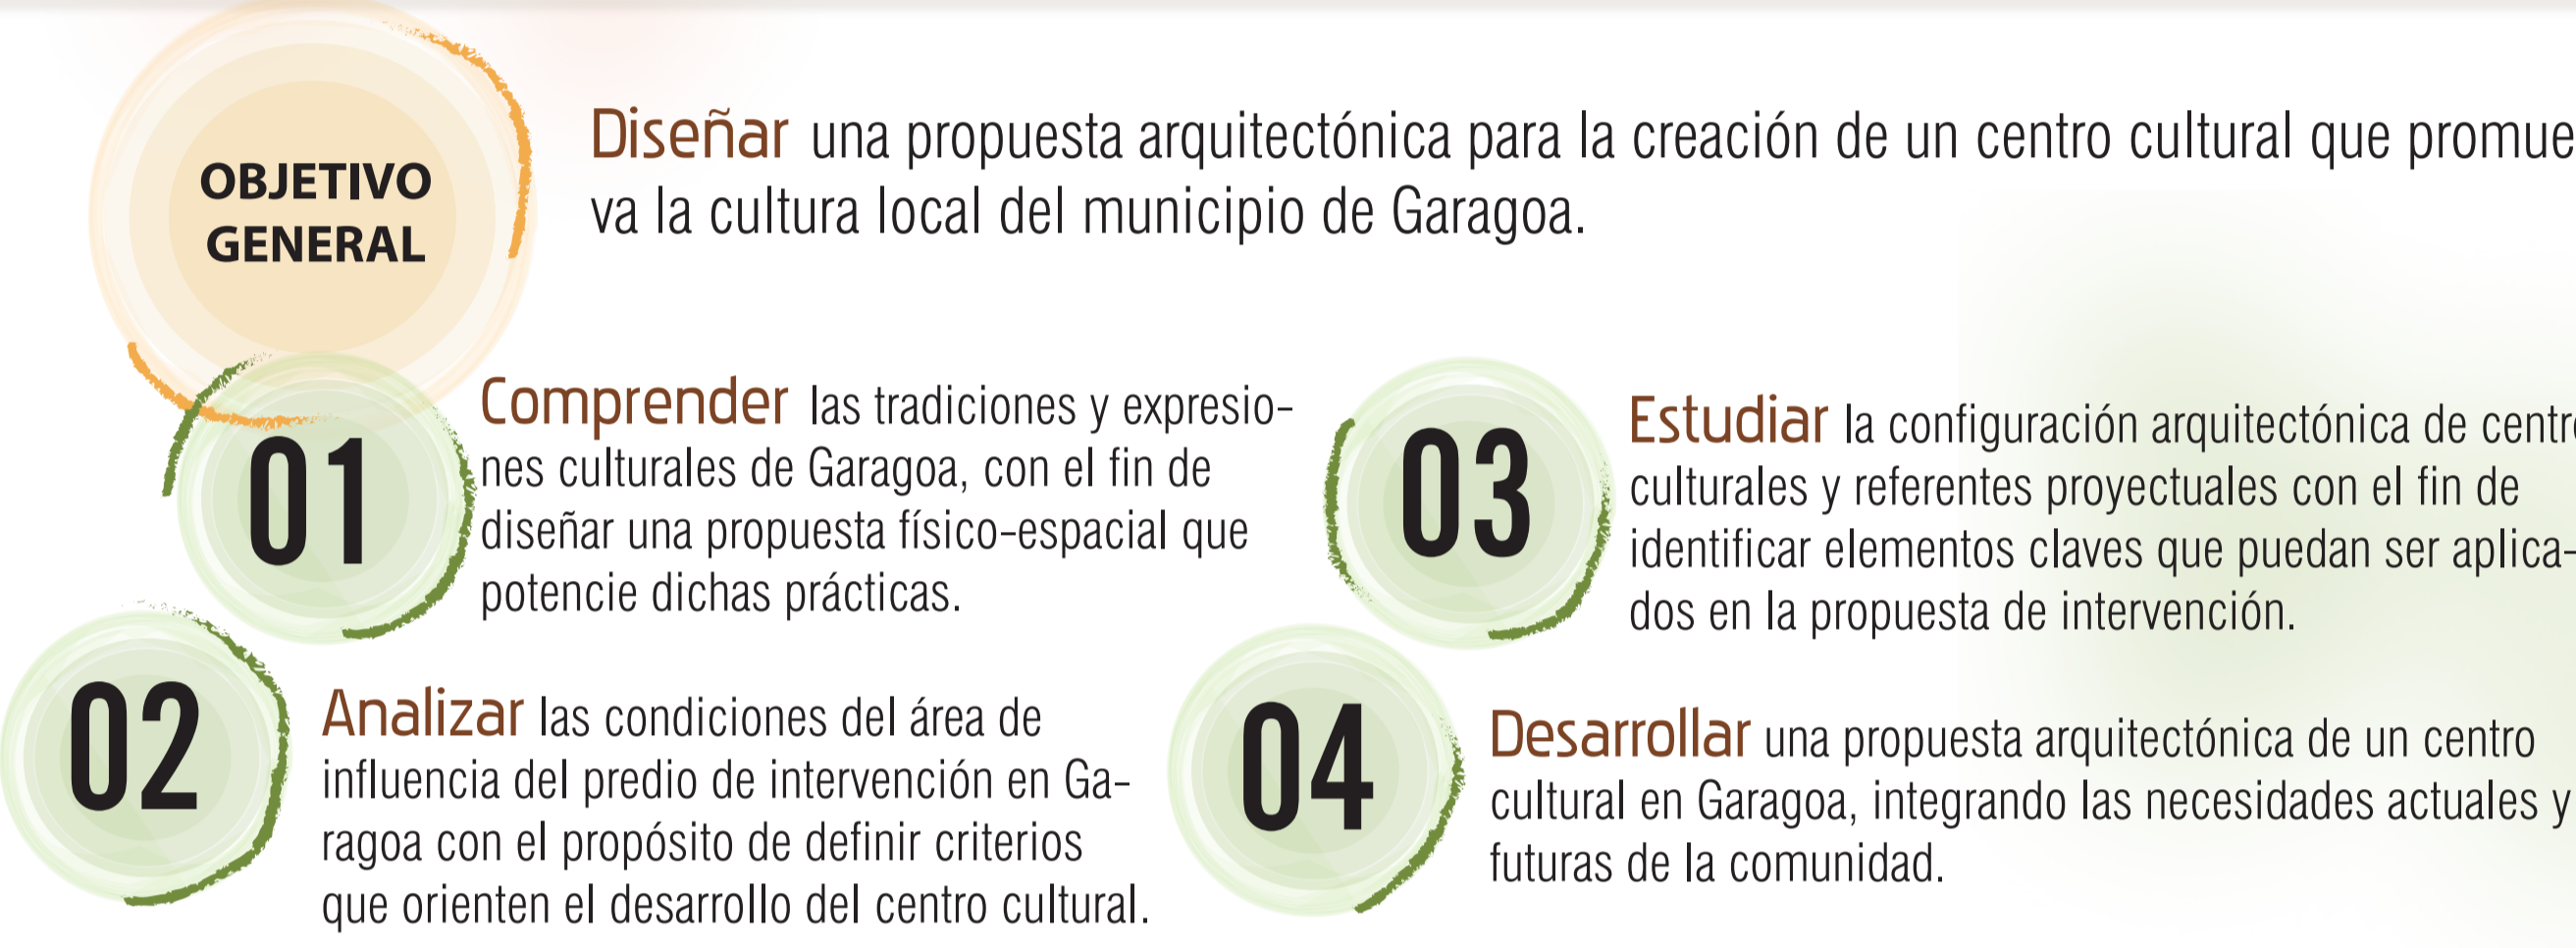 OBJETIVO
GENERAL
Diseñar una propuesta arquitectónica para la creación de un centro cultural que promue
va la cultura local del municipio de Garagoa.
01
Comprender las tradiciones y expresio-
nes culturales de Garagoa, con el fin de
diseñar una propuesta físico-espacial que
potencie dichas prácticas.
02
Analizar las condiciones del área de
influencia del predio de intervención en Ga-
ragoa con el propósito de definir criterios
que orienten el desarrollo del centro cultural.
03
Estudiar la configuración arquitectónica de centro
culturales y referentes proyectuales con el fin de
identificar elementos claves que puedan ser aplica-
dos en la propuesta de intervención.
04
Desarrollar una propuesta arquitectónica de un centro
cultural en Garagoa, integrando las necesidades actuales y
futuras de la comunidad.